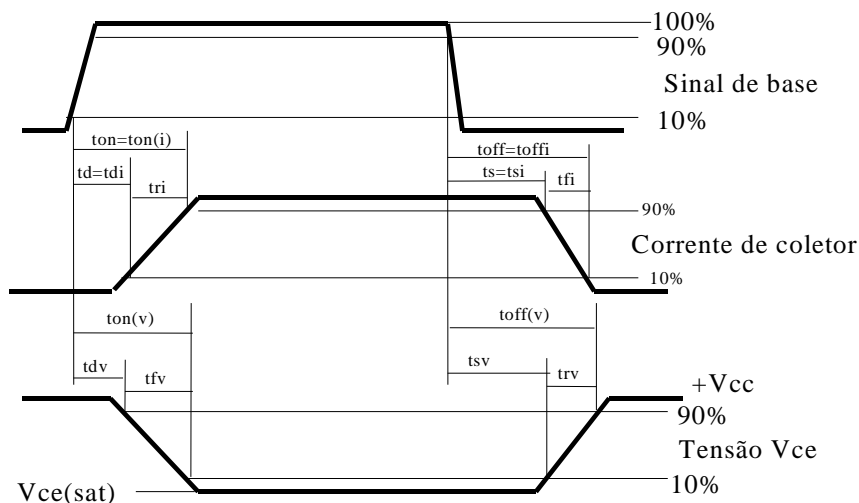 100%
90%
Sinal de base
10%
ton=ton(i)
toff=toffi
td=tdi
ts=tsi
tri
tfi
90%
Corrente de coletor
10%
ton(v)
toff(v)
tdv
tfv
tsv
trv
+Vcc
90%
Tensão Vce
10%
Vce(sat)